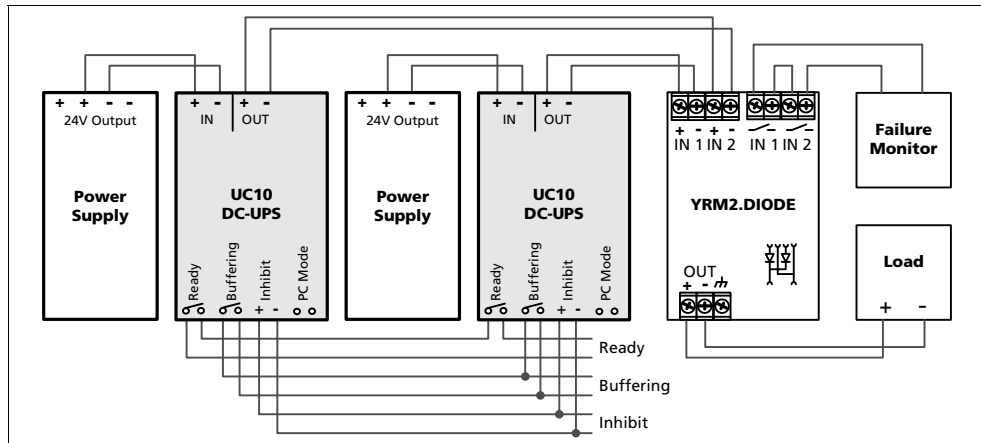 + + - -
24V Output
Power
Supply
+ - + -
IN OUT
UC10
DC-UPS
Ready
Buffering
Inhibit
PC Mode
+ -
+ + - -
24V Output
Power
Supply
+ - + -
IN OUT
UC10
DC-UPS
Ready
Buffering
Inhibit
PC Mode
+ -
+ - + -
IN 1 IN 2
IN 1 IN 2
YRM2.DIODE
OUT
+ -
Failure
Monitor
Load
+ -
Ready
Buffering
Inhibit